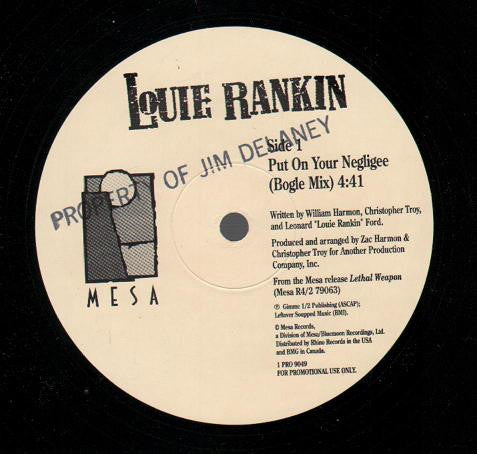 LOUIE RANKIN
PROPERTY OF JIM DELANEY
Side 1
Put On Your Negligee
(Bogle Mix) 4:41
Written by William Harmon, Christopher Troy,
and Leonard "Louie Rankin" Ford.
Produced and arranged by Zac Harmon &
Christopher Troy for Another Production
Company, Inc.
From the Mesa release Lethal Weapon
(Mesa R4/2 79063)
℗ Gimme 1/2 Publishing (ASCAP);
Leftover Soupped Music (BMI).
© Mesa Records,
a Division of Mesa/Bluemoon Recordings, Ltd.
Distributed by Rhino Records in the USA
and BMG in Canada.
1 PRO 9049
FOR PROMOTIONAL USE ONLY.
MESA